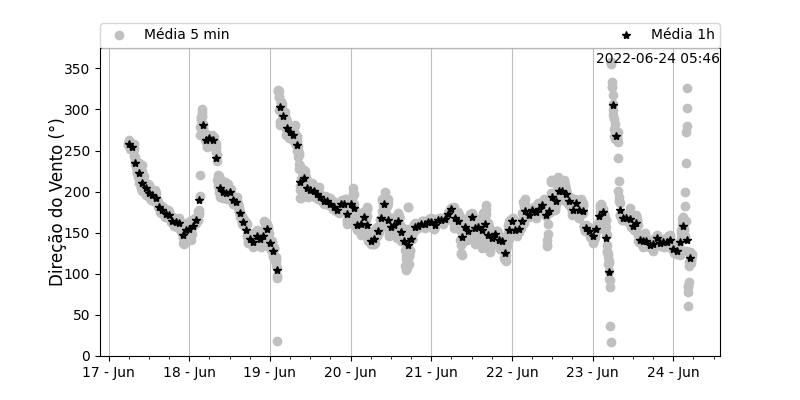 Média 5 min
Média 1h
2022-06-24 05:46
Direção do Vento (°)
350
300
250
200
150
100
50
0
17 - Jun
18 - Jun
19 - Jun
20 - Jun
21 - Jun
22 - Jun
23 - Jun
24 - Jun